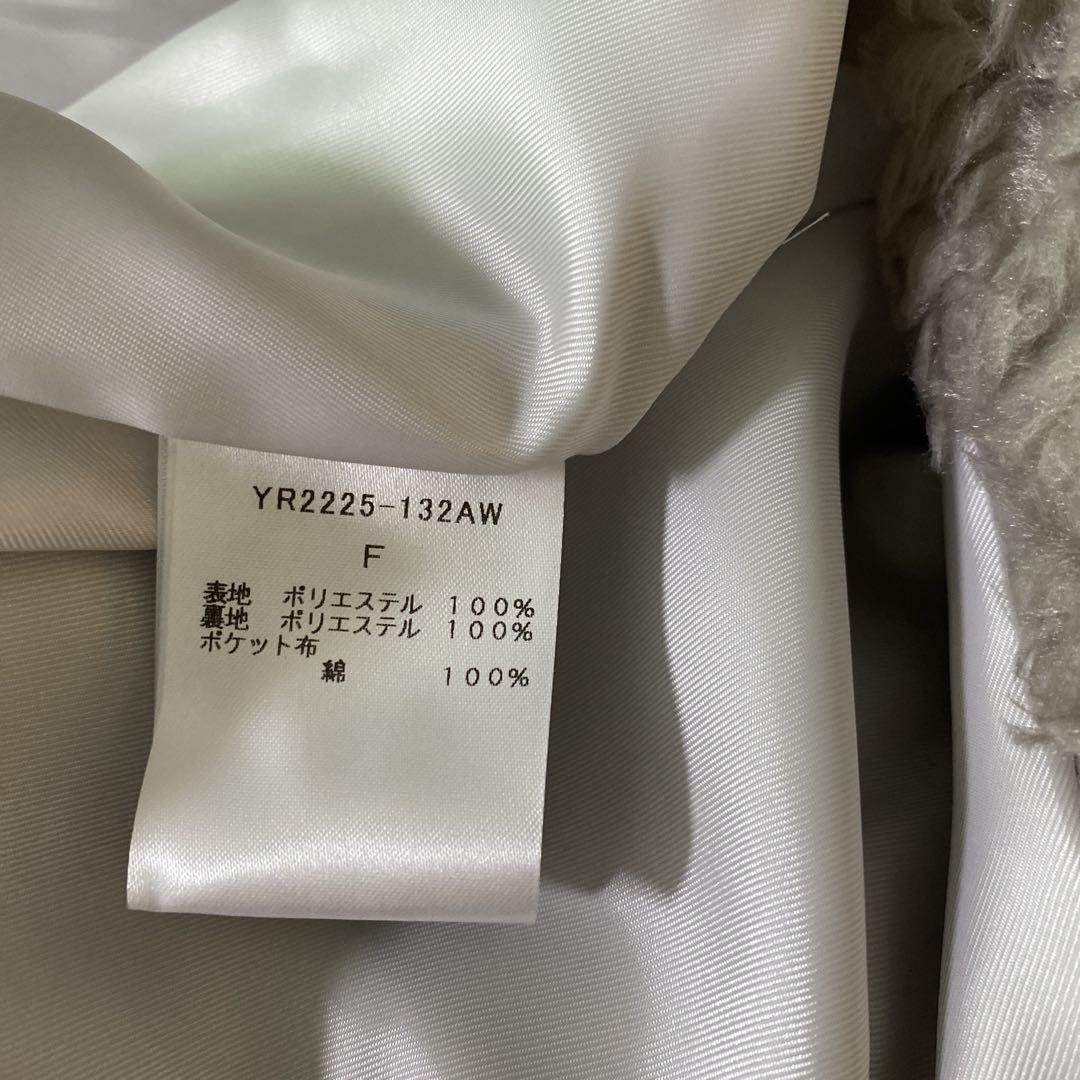 YR2225-132AW
F
表地 ポリエステル 100%
裏地 ポリエステル 100%
ポケット布
綿 100%